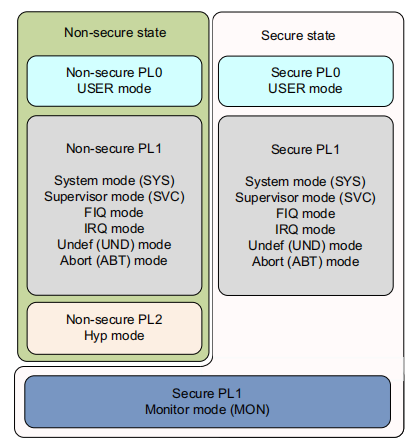 Non-secure state
Non-secure PL0
USER mode
Non-secure PL1
System mode (SYS)
Supervisor mode (SVC)
FIQ mode
IRQ mode
Undef (UND) mode
Abort (ABT) mode
Non-secure PL2
Hyp mode
Secure state
Secure PL0
USER mode
Secure PL1
System mode (SYS)
Supervisor mode (SVC)
FIQ mode
IRQ mode
Undef (UND) mode
Abort (ABT) mode
Secure PL1
Monitor mode (MON)